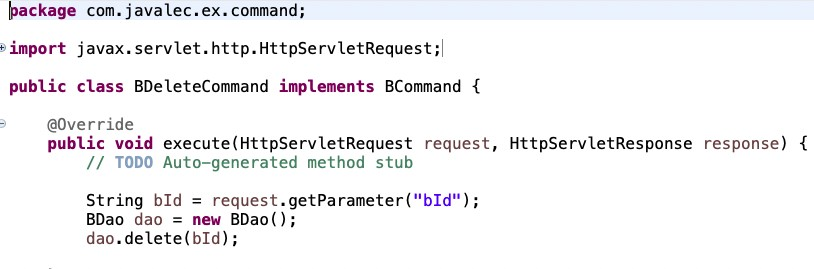 package com.javalec.ex.command;
import javax.servlet.http.HttpServletRequest;
public class BDeleteCommand implements BCommand {
@Override
public void execute(HttpServletRequest request, HttpServletResponse response) {
// TODO Auto-generated method stub
String bId = request.getParameter("bId");
BDao dao = new BDao();
dao.delete(bId);